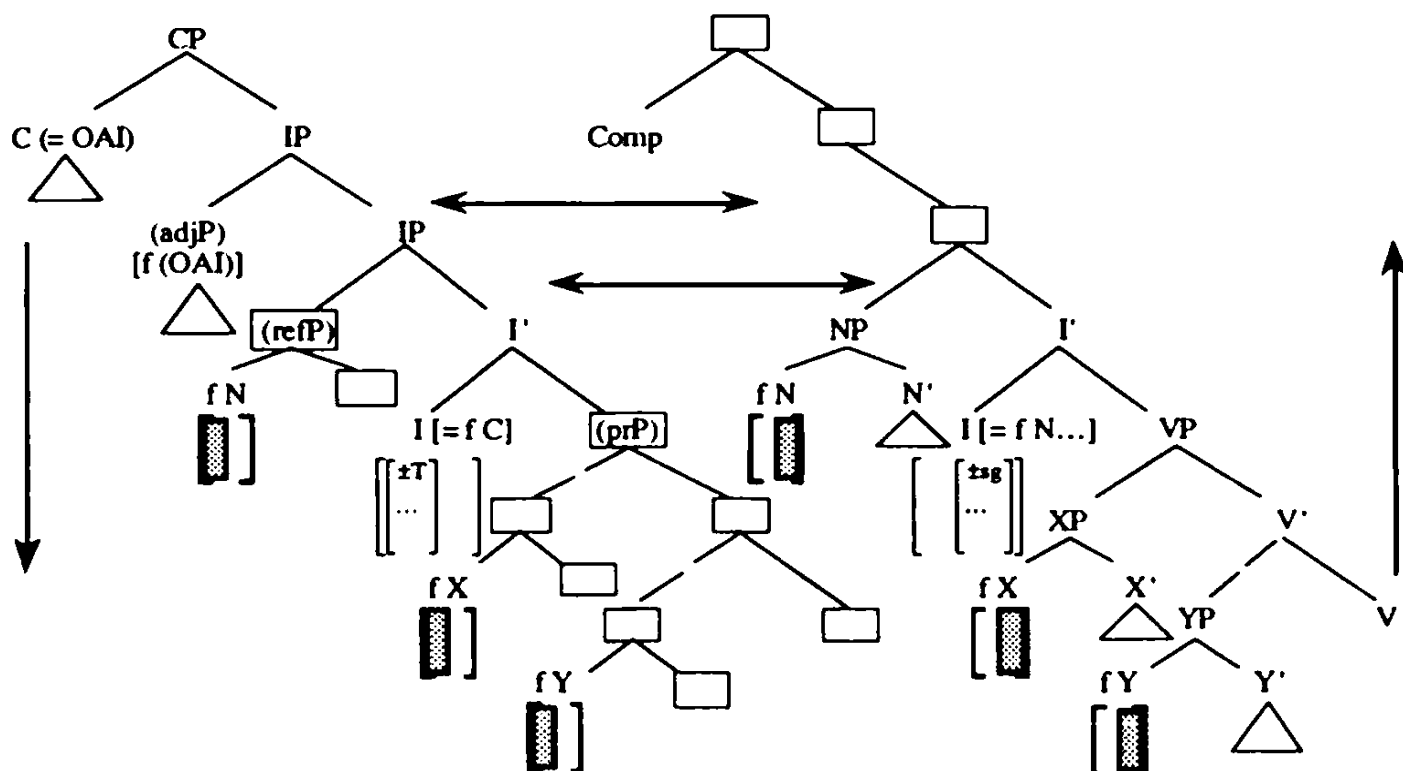 CP
C (= OAI) IP Comp
(adjP) IP
[f (OAI)]
(refP) I' NP I'
f N f N N'
I [= f C] (prP) I [= f N…] VP
±T ±sg
... ...
XP V'
f X f X X' V
YP
f Y f Y Y'